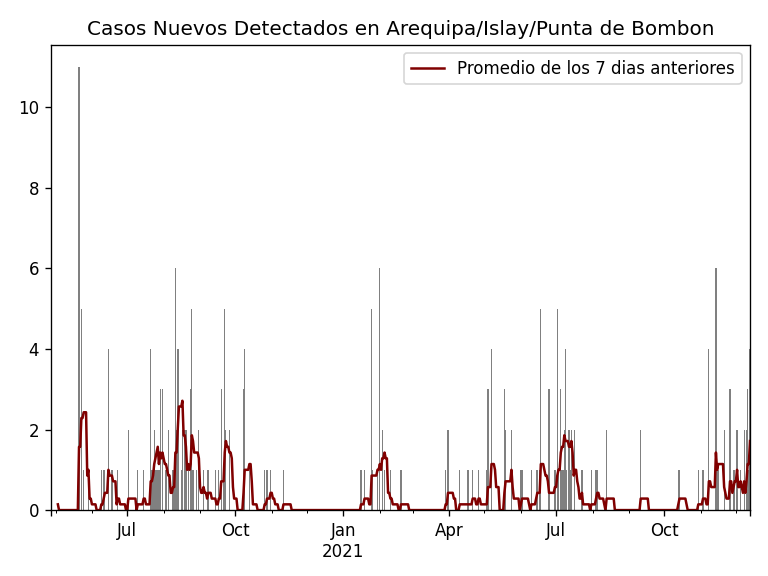 Casos Nuevos Detectados en Arequipa/Islay/Punta de Bombon
Promedio de los 7 dias anteriores
10
8
6
4
2
0
Jul Oct Jan Apr Jul Oct
2021